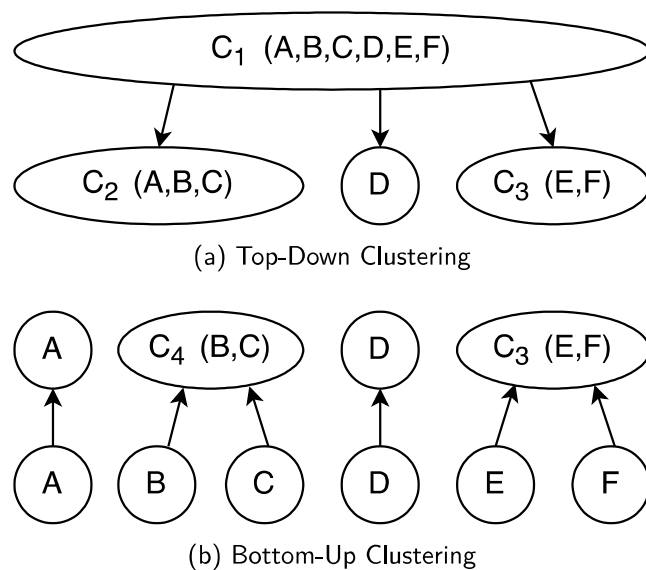 C₁ (A,B,C,D,E,F)
C₂ (A,B,C) D C₃ (E,F)
(a) Top-Down Clustering
A C₄ (B,C) D C₃ (E,F)
A B C D E F
(b) Bottom-Up Clustering